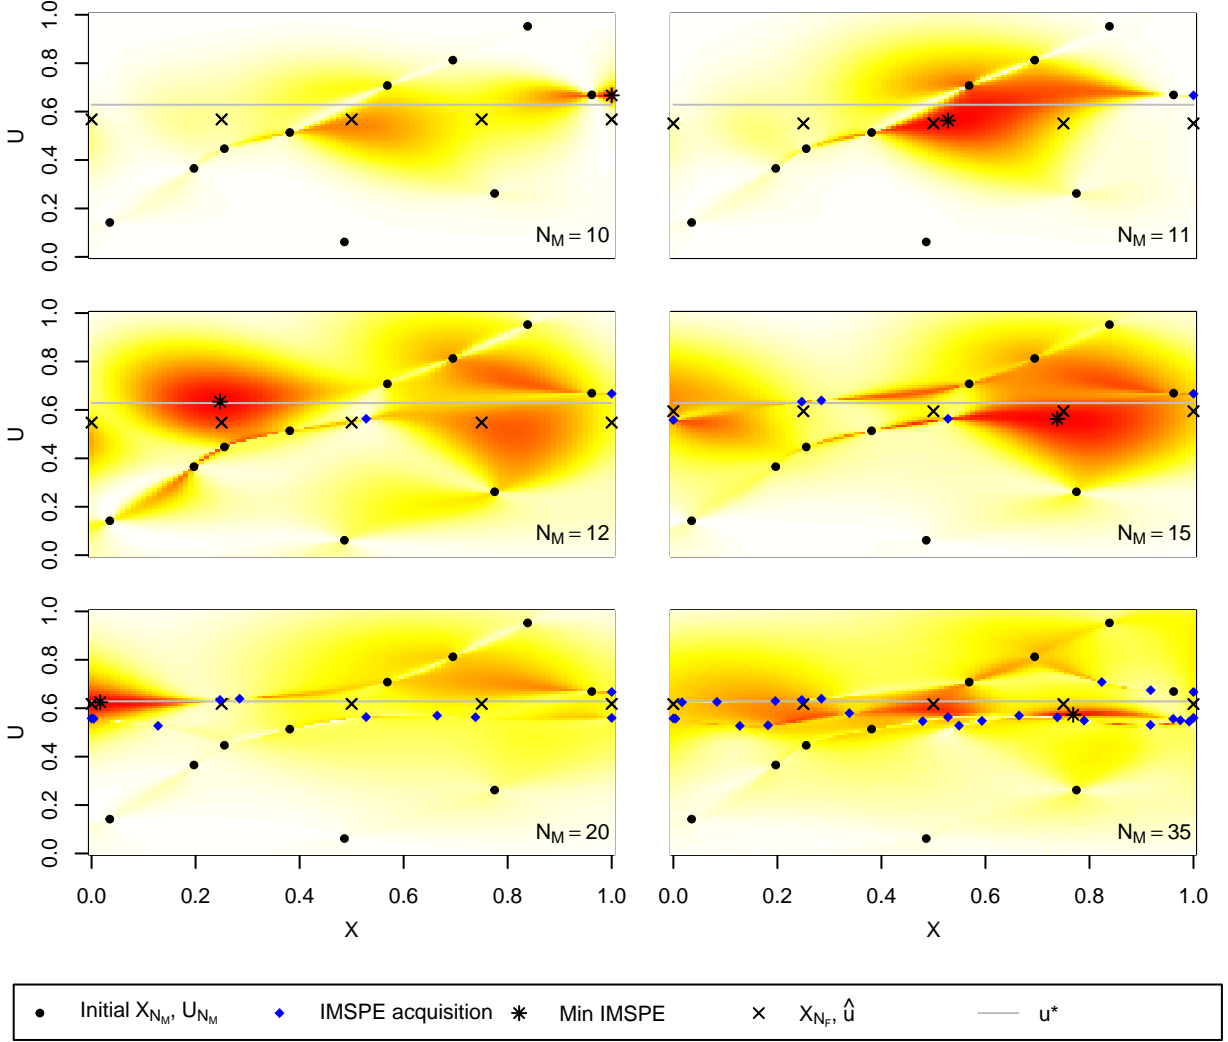 U
0.0 0.2 0.4 0.6 0.8 1.0
N_M = 10
N_M = 11
U
0.0 0.2 0.4 0.6 0.8 1.0
N_M = 12
N_M = 15
U
0.0 0.2 0.4 0.6 0.8 1.0
N_M = 20
N_M = 35
0.0 0.2 0.4 0.6 0.8 1.0
X
0.0 0.2 0.4 0.6 0.8 1.0
X
Initial X_{N_M}, U_{N_M} IMSPE acquisition Min IMSPE X_{N_F}, û u*